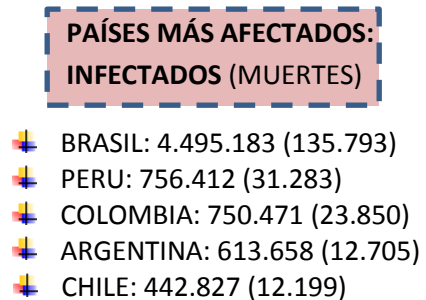 PAÍSES MÁS AFECTADOS:
INFECTADOS (MUERTES)
BRASIL: 4.495.183 (135.793)
PERU: 756.412 (31.283)
COLOMBIA: 750.471 (23.850)
ARGENTINA: 613.658 (12.705)
CHILE: 442.827 (12.199)